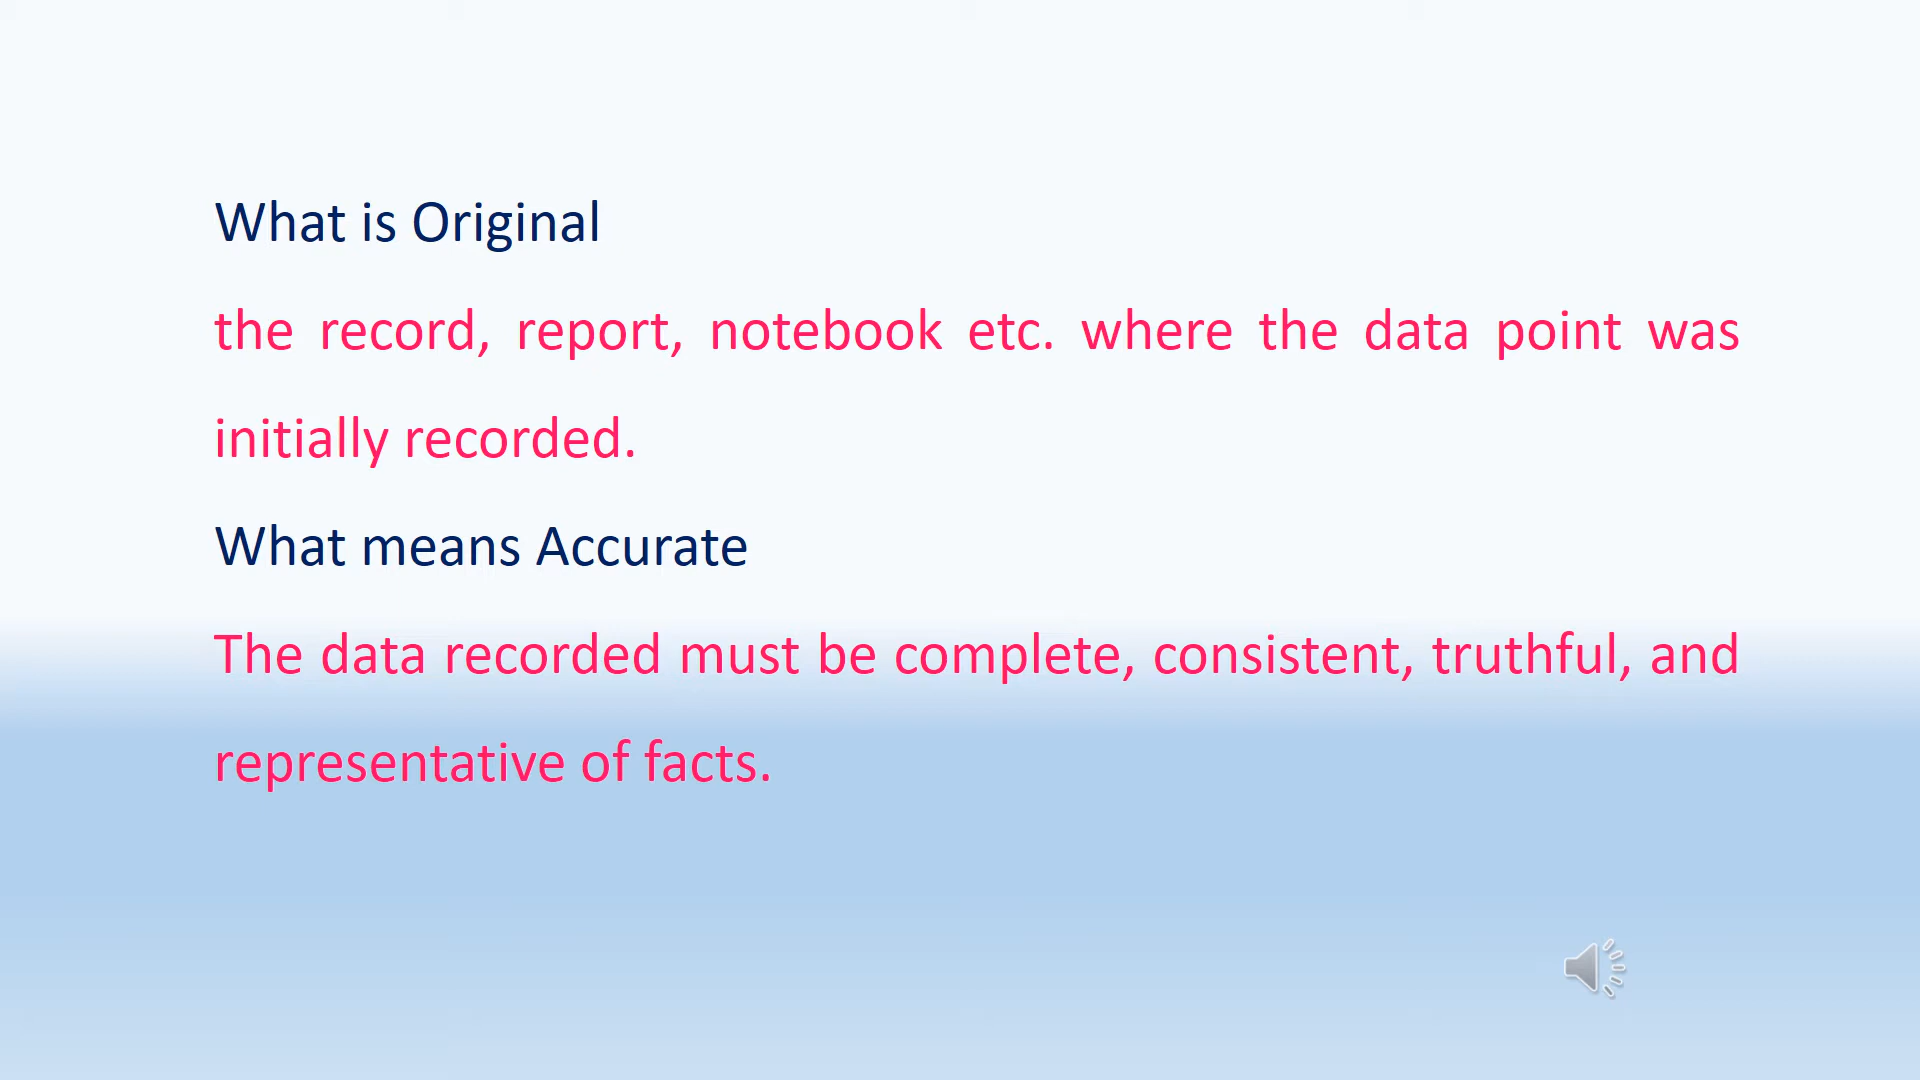 What is Original
the record, report, notebook etc. where the data point was
initially recorded.
What means Accurate
The data recorded must be complete, consistent, truthful, and
representative of facts.